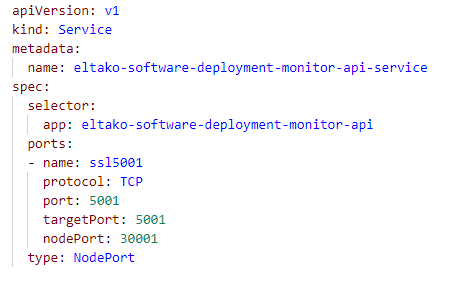 apiVersion: v1
kind: Service
metadata:
  name: eltako-software-deployment-monitor-api-service
spec:
  selector:
    app: eltako-software-deployment-monitor-api
  ports:
  - name: ssl5001
    protocol: TCP
    port: 5001
    targetPort: 5001
    nodePort: 30001
  type: NodePort